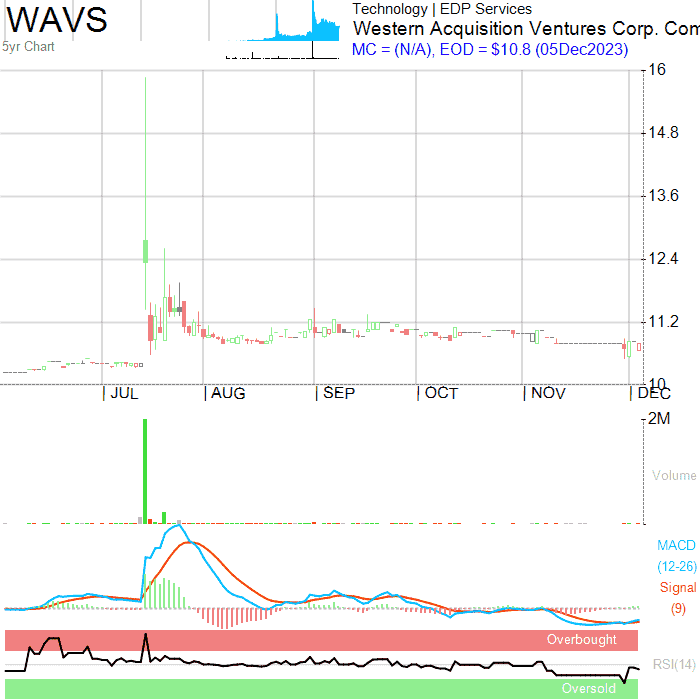 WAVS
5yr Chart
Technology | EDP Services
Western Acquisition Ventures Corp. Com
MC = (N/A), EOD = $10.8 (05Dec2023)
16
14.8
13.6
12.4
11.2
10
JUL AUG SEP OCT NOV DEC
2M
Volume
MACD
(12-26)
Signal
(9)
Overbought
RSI(14)
Oversold